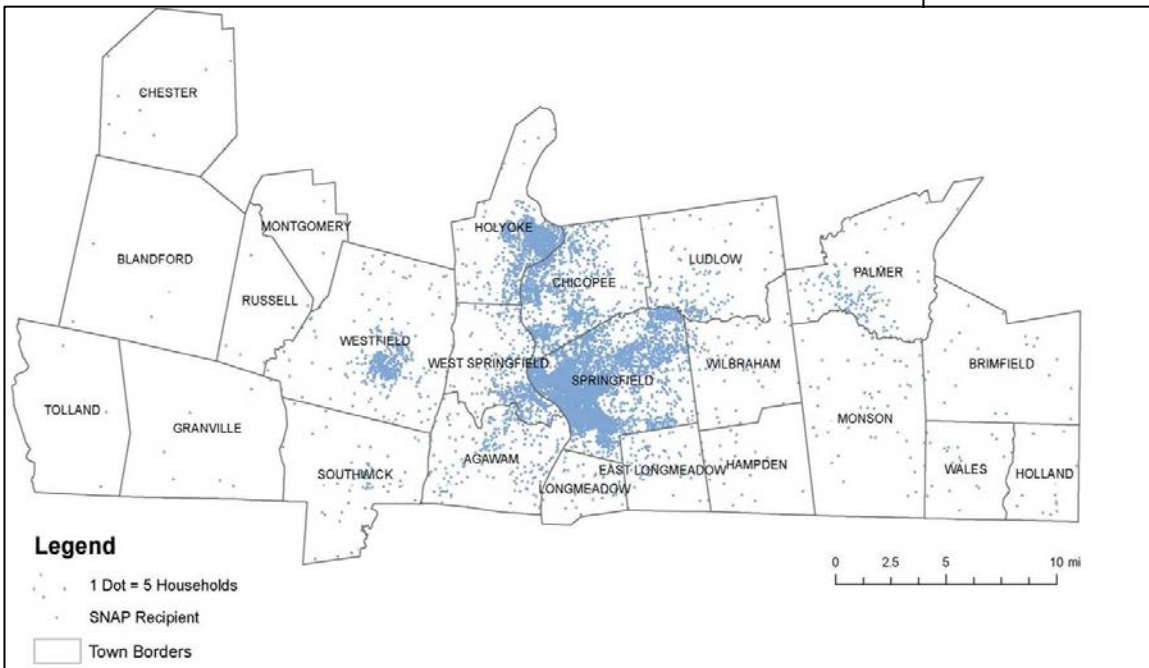 CHESTER
MONTGOMERY
HOLYOKE
BLANDFORD
LUDLOW
PALMER
CHICOPEE
RUSSELL
WESTFIELD
WEST SPRINGFIELD
WILBRAHAM
BRIMFIELD
SPRINGFIELD
TOLLAND
GRANVILLE
MONSON
AGAWAM
HAMPDEN
EAST LONGMEADOW
WALES
HOLLAND
SOUTHWICK
LONGMEADOW
Legend
1 Dot = 5 Households
SNAP Recipient
Town Borders
0 2.5 5 10 mi